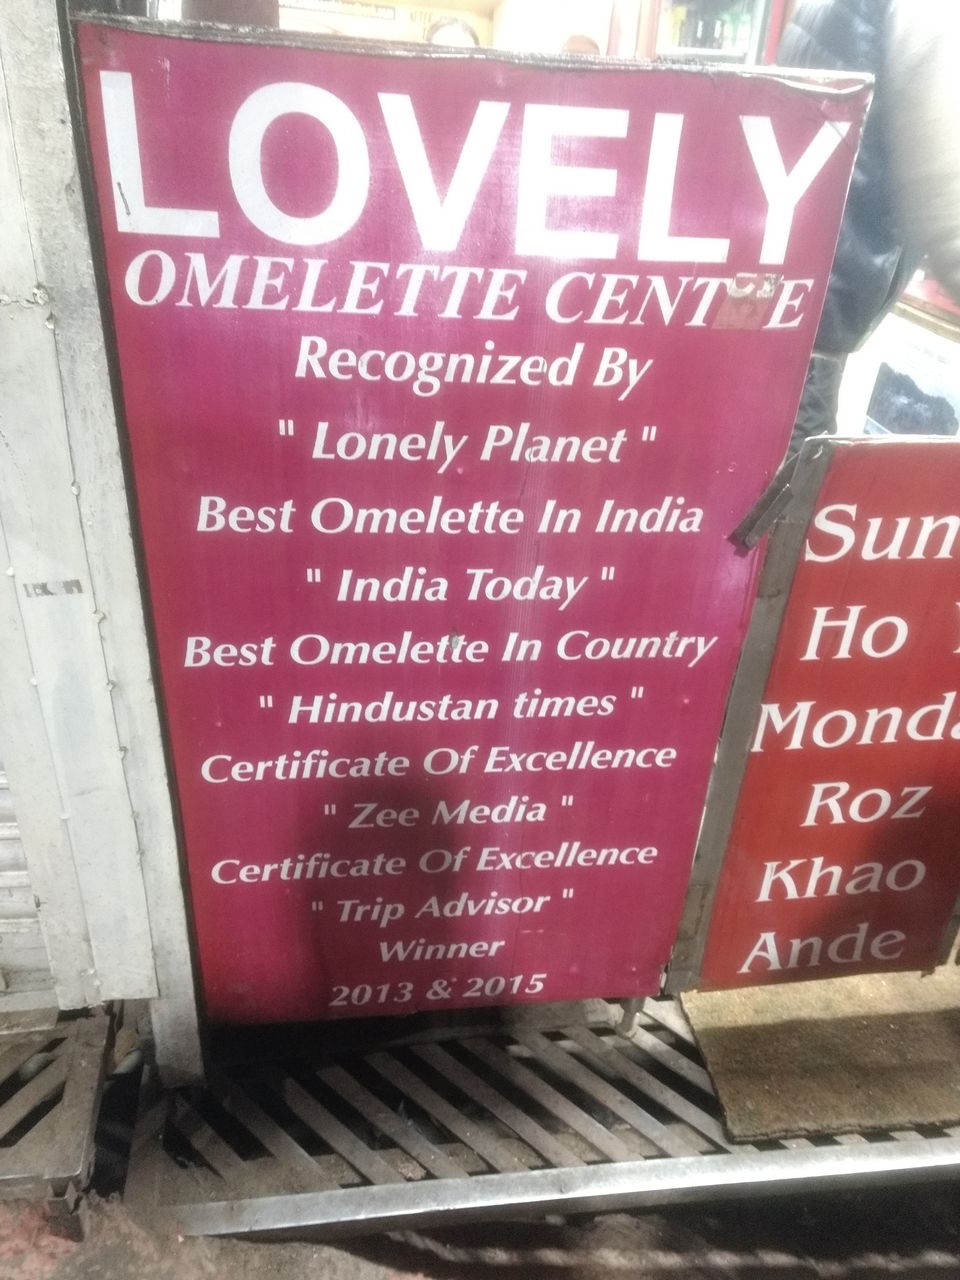 LOVELY
OMELETTE CENTRE
Recognized By
" Lonely Planet "
Best Omelette In India
" India Today "
Best Omelette In Country
" Hindustan times "
Certificate Of Excellence
" Zee Media "
Certificate Of Excellence
" Trip Advisor "
Winner
2013 & 2015
Sun
Ho
Monda
Roz
Khao
Ande